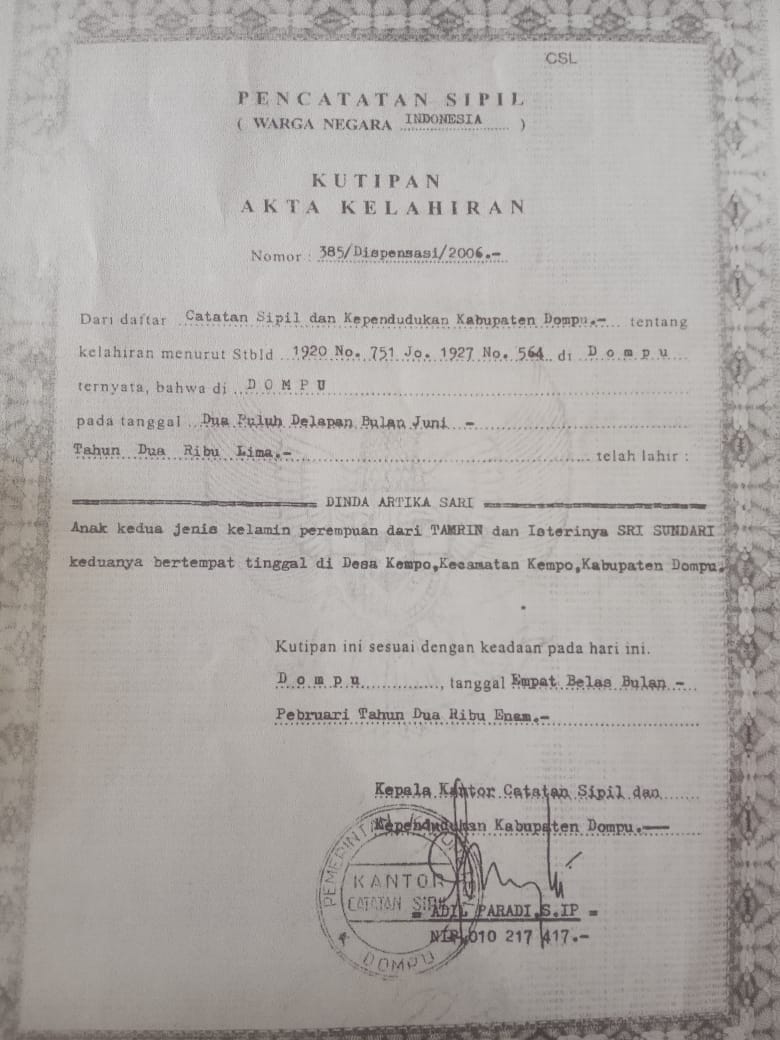 CSL
PENCATATAN SIPIL
( WARGA NEGARA INDONESIA )
KUTIPAN
AKTA KELAHIRAN
Nomor : 385/Dispensasi/2006.-
Dari daftar Catatan Sipil dan Kependudukan Kabupaten Dompu.- tentang
kelahiran menurut Stbld 1920 No. 751 Jo. 1927 No. 564 di Dompu
ternyata, bahwa di DOMPU
pada tanggal Dua Puluh Delapan Bulan Juni -
Tahun Dua Ribu Lima.- telah lahir :
DINDA ARTIKA SARI
Anak kedua jenis kelamin perempuan dari TAMRIN dan Isterinya SRI SUNDARI
keduanya bertempat tinggal di Desa Kempo,Kecamatan Kempo,Kabupaten Dompu.
Kutipan ini sesuai dengan keadaan pada hari ini.
Dompu, tanggal Empat Belas Bulan -
Pebruari Tahun Dua Ribu Enam.-
Kepala Kantor Catatan Sipil dan
Kependudukan Kabupaten Dompu.-
KANTOR
CATATAN SIPIL
DOMPU
= ADIL PARADI,S.IP =
NIP.010 217 417.-